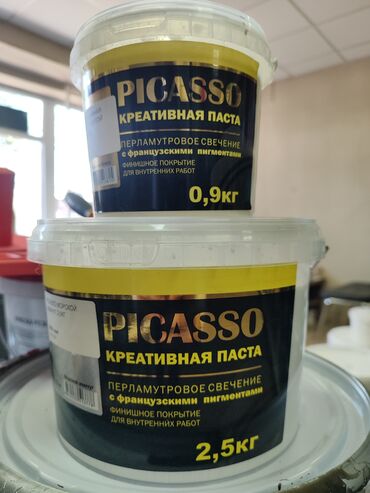 PICASSO
КРЕАТИВНАЯ ПАСТА
ПЕРЛАМУТРОВОЕ СВЕЧЕНИЕ
с французскими пигментами
ФИНИШНОЕ ПОКРЫТИЕ
ДЛЯ ВНУТРЕННИХ РАБОТ
0,9кг
PICASSO
КРЕАТИВНАЯ ПАСТА
ПЕРЛАМУТРОВОЕ СВЕЧЕНИЕ
с французскими пигментами
ФИНИШНОЕ ПОКРЫТИЕ
ДЛЯ ВНУТРЕННИХ РАБОТ
2,5кг